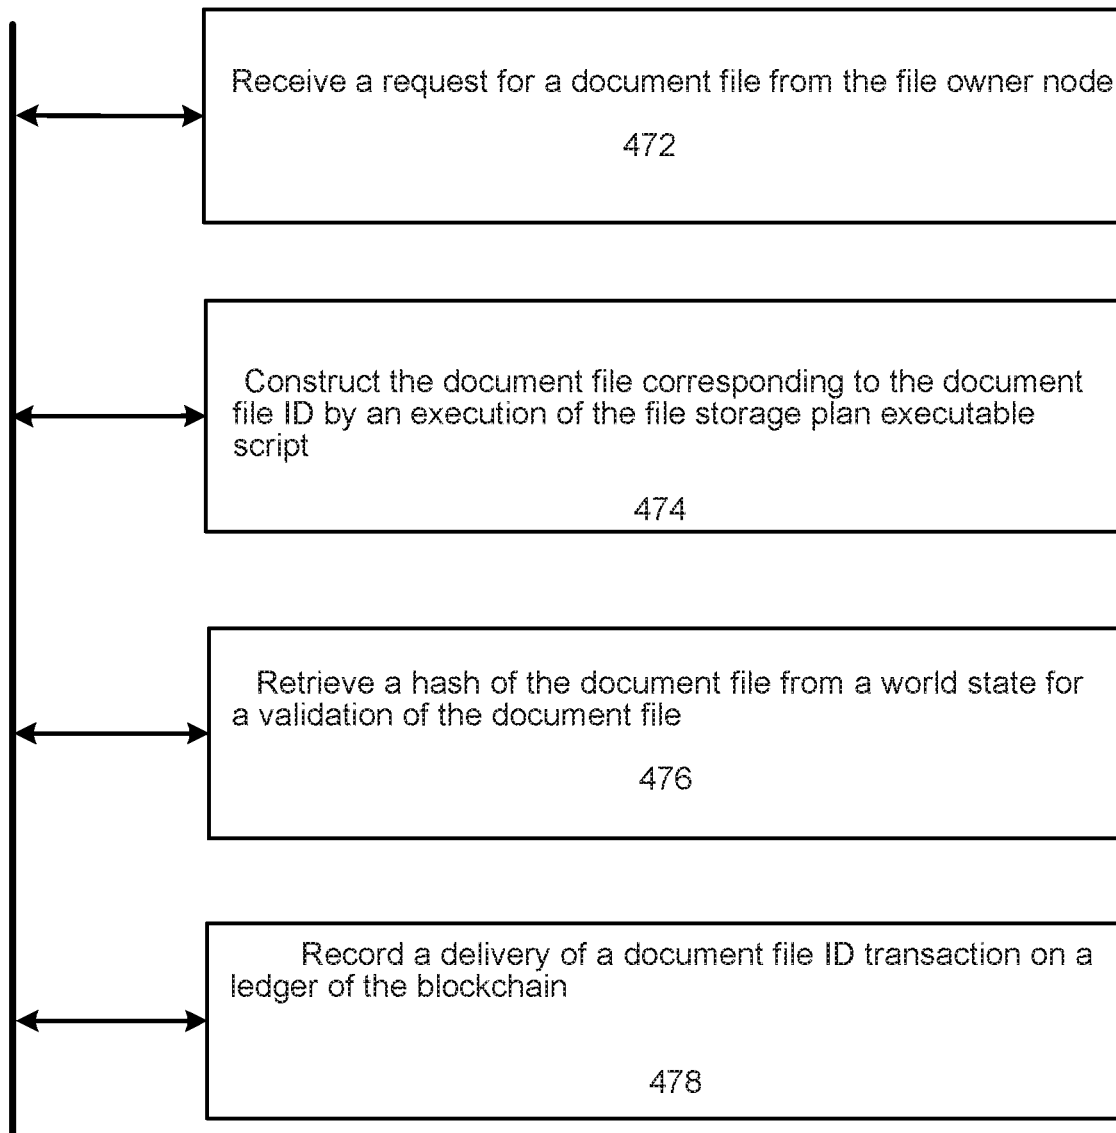 Receive a request for a document file from the file owner node
472
Construct the document file corresponding to the document
file ID by an execution of the file storage plan executable
script
474
Retrieve a hash of the document file from a world state for
a validation of the document file
476
Record a delivery of a document file ID transaction on a
ledger of the blockchain
478